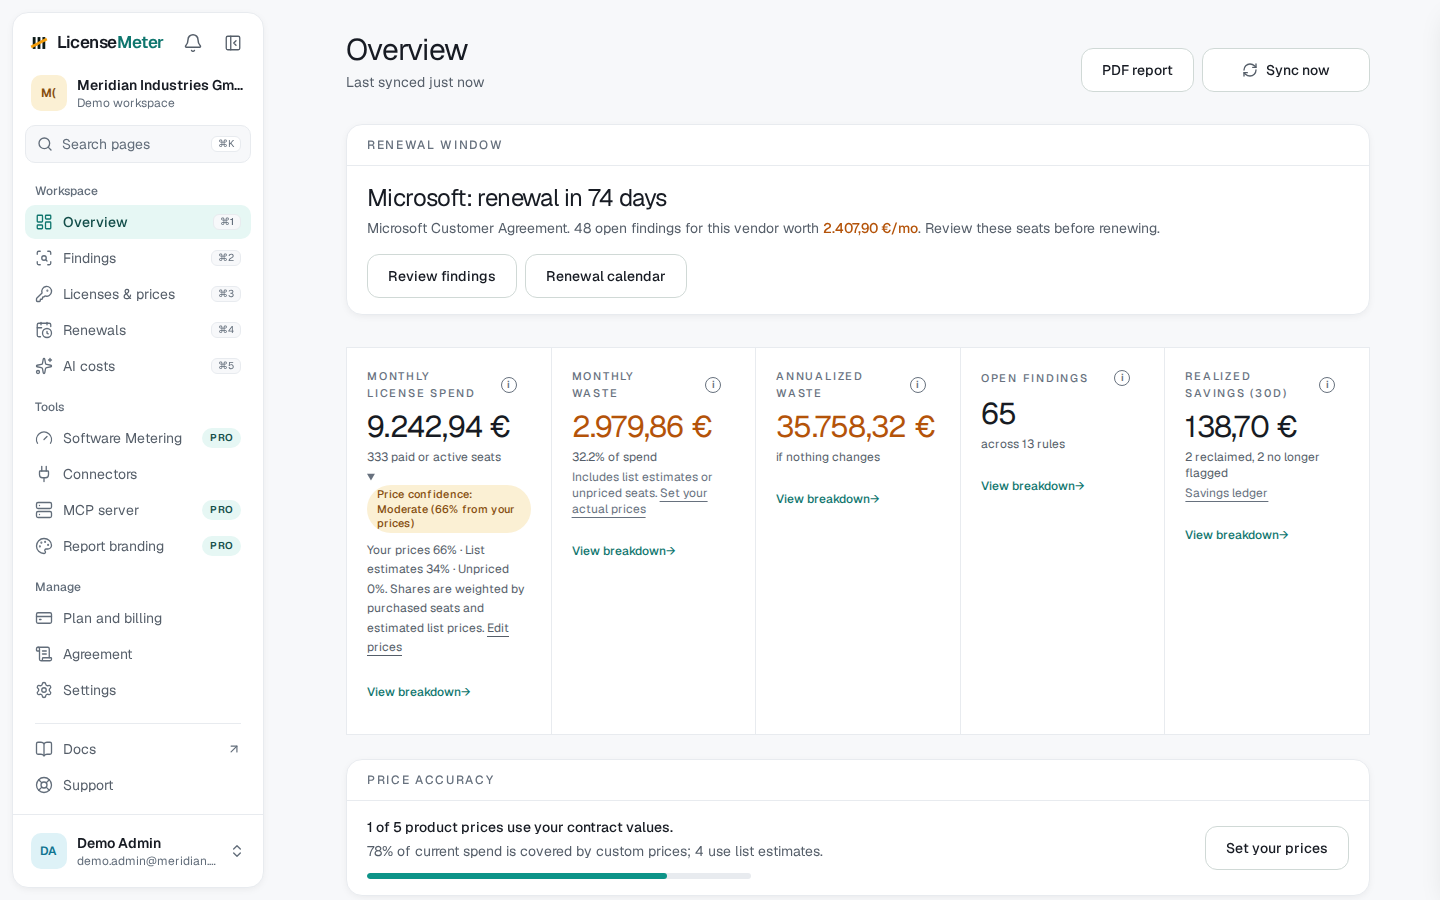 LicenseMeter
M( Meridian Industries Gm...
Demo workspace
Search pages ⌘K
Workspace
Overview ⌘1
Findings ⌘2
Licenses & prices ⌘3
Renewals ⌘4
AI costs ⌘5
Tools
Software Metering PRO
Connectors
MCP server PRO
Report branding PRO
Manage
Plan and billing
Agreement
Settings
Docs
Support
DA Demo Admin
demo.admin@meridian....
Overview
Last synced just now
PDF report
Sync now
RENEWAL WINDOW
Microsoft: renewal in 74 days
Microsoft Customer Agreement. 48 open findings for this vendor worth 2.407,90 €/mo. Review these seats before renewing.
Review findings
Renewal calendar
MONTHLY
LICENSE SPEND
9.242,94 €
333 paid or active seats
▼
Price confidence:
Moderate (66% from your
prices)
Your prices 66% · List
estimates 34% · Unpriced
0%. Shares are weighted by
purchased seats and
estimated list prices. Edit
prices
View breakdown→
MONTHLY
WASTE
2.979,86 €
32.2% of spend
Includes list estimates or
unpriced seats. Set your
actual prices
View breakdown→
ANNUALIZED
WASTE
35.758,32 €
if nothing changes
View breakdown→
OPEN FINDINGS
65
across 13 rules
View breakdown→
REALIZED
SAVINGS (30D)
138,70 €
2 reclaimed, 2 no longer
flagged
Savings ledger
View breakdown→
PRICE ACCURACY
1 of 5 product prices use your contract values.
78% of current spend is covered by custom prices; 4 use list estimates.
Set your prices